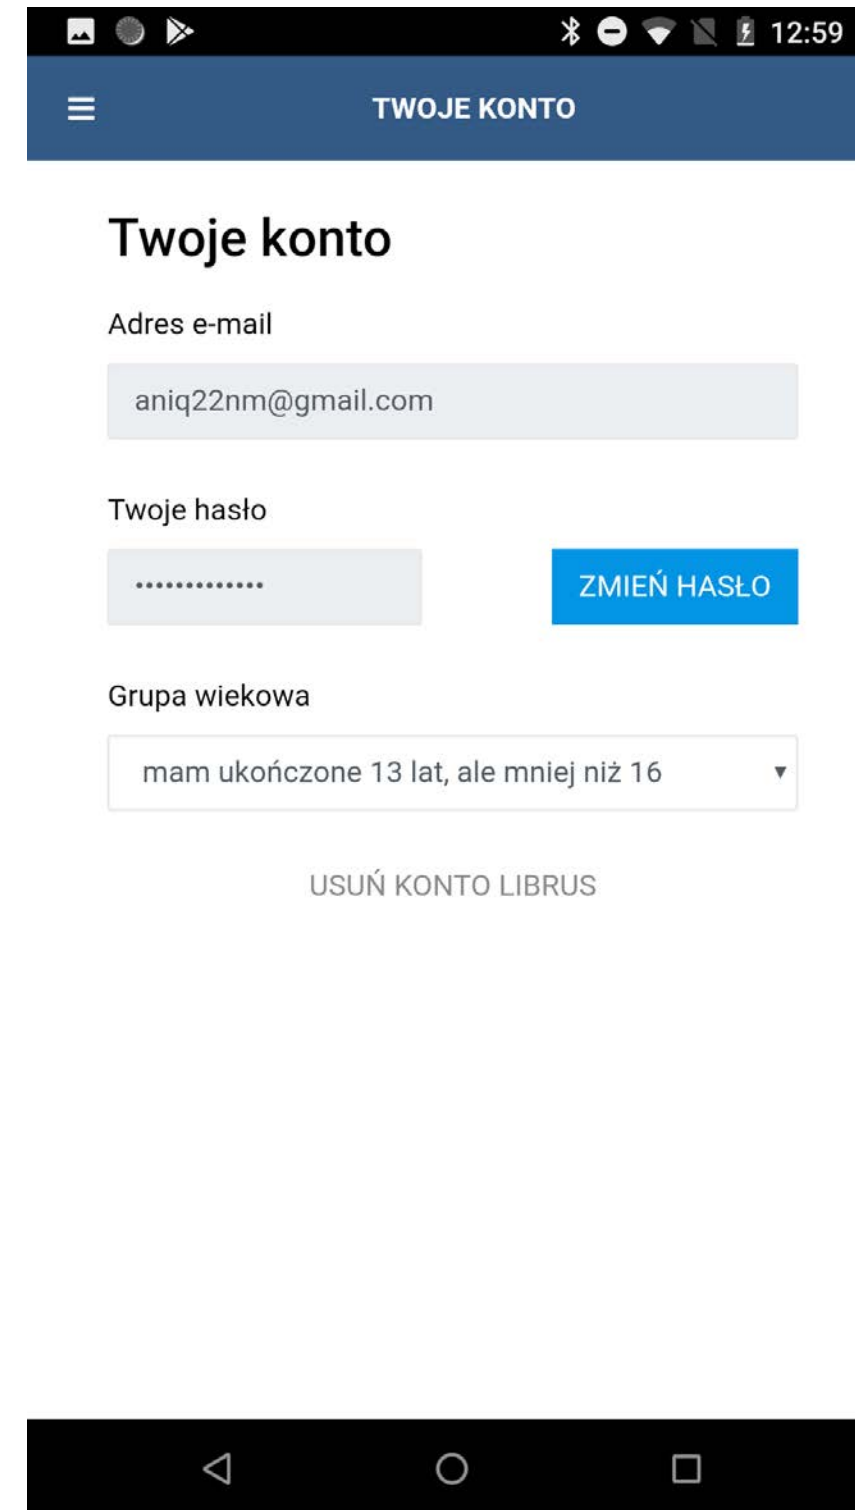 12:59
TWOJE KONTO
Twoje konto
Adres e-mail
aniq22nm@gmail.com
Twoje hasło
•••••••••••••
ZMIEŃ HASŁO
Grupa wiekowa
mam ukończone 13 lat, ale mniej niż 16
USUŃ KONTO LIBRUS